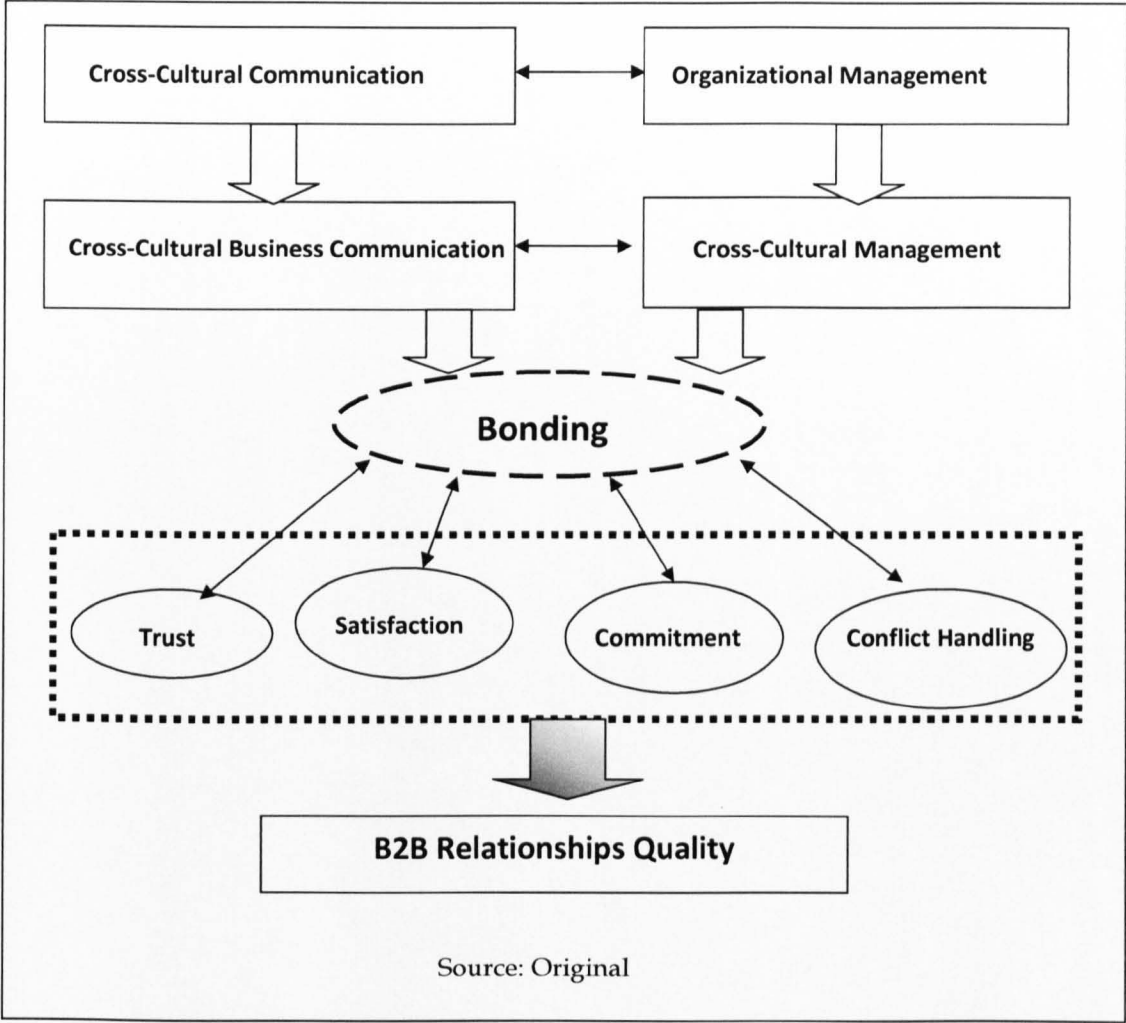 Cross-Cultural Communication
Organizational Management
Cross-Cultural Business Communication
Cross-Cultural Management
Bonding
Trust
Satisfaction
Commitment
Conflict Handling
B2B Relationships Quality
Source: Original